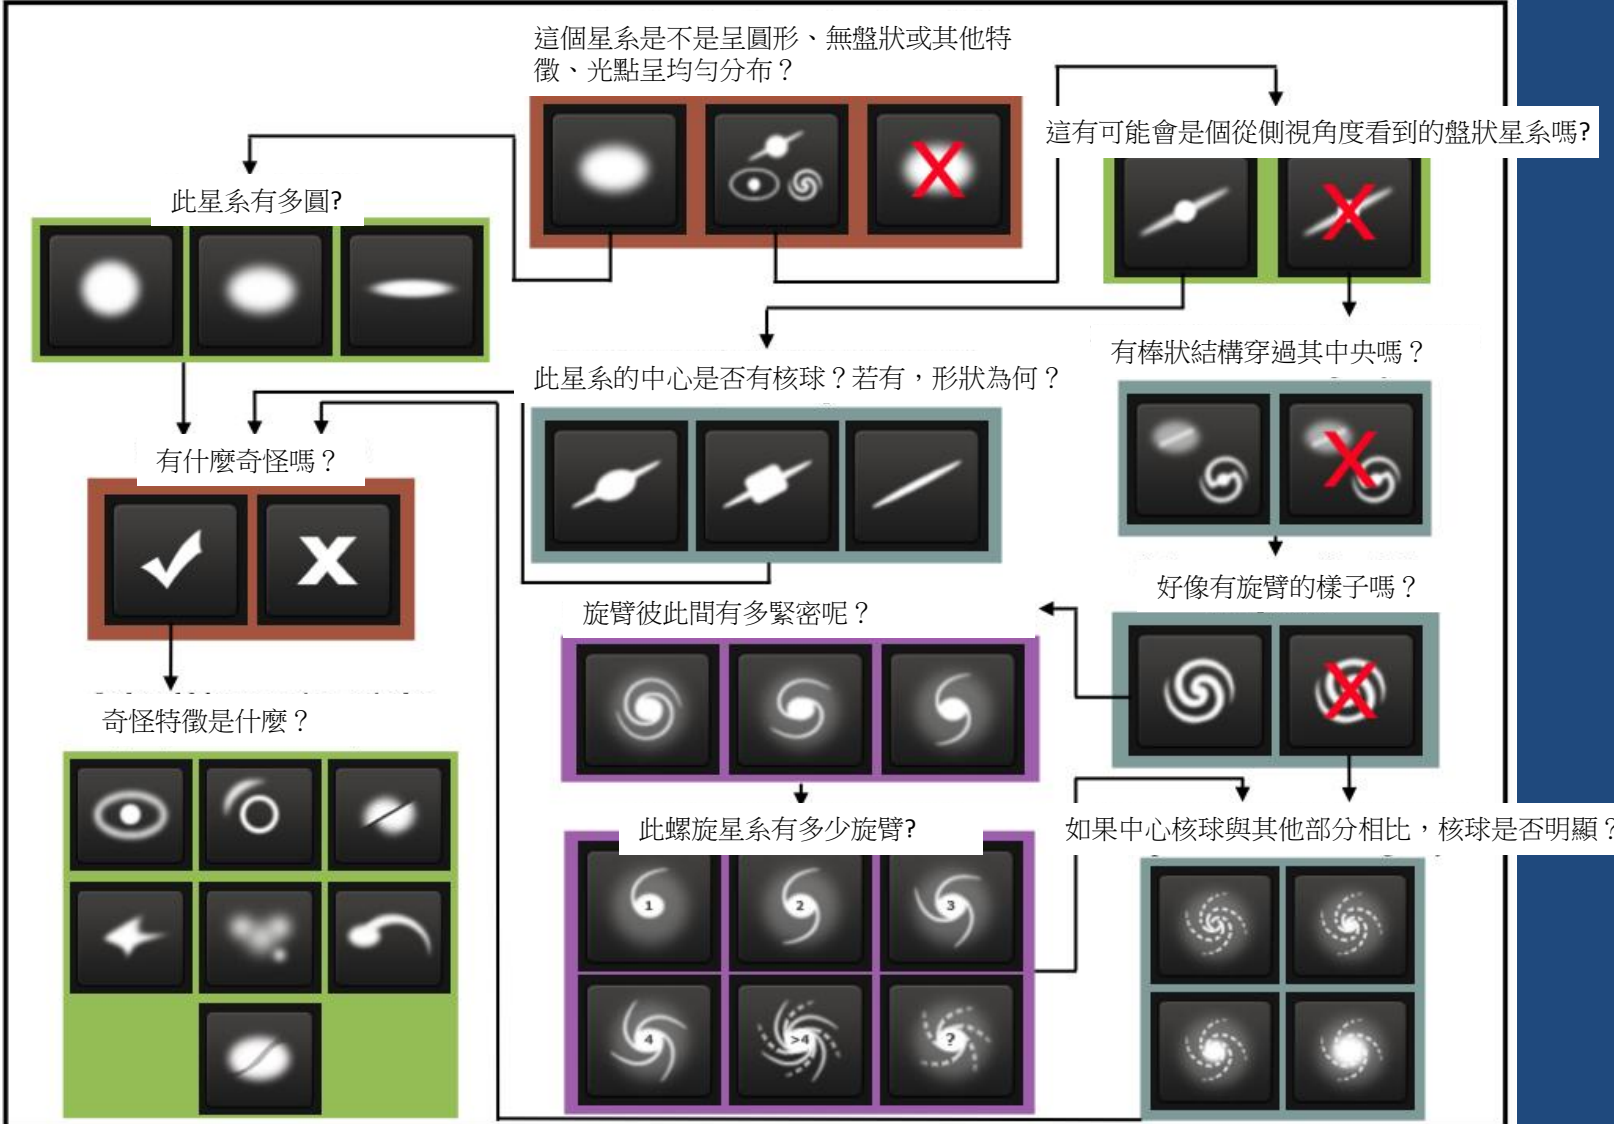 這個星系是不是呈圓形、無盤狀或其他特
徵、光點呈均勻分布？
這有可能會是個從側視角度看到的盤狀星系嗎?
此星系有多圓?
有棒狀結構穿過其中央嗎？
此星系的中心是否有核球？若有，形狀為何？
有什麼奇怪嗎？
好像有旋臂的樣子嗎？
旋臂彼此間有多緊密呢？
奇怪特徵是什麼？
此螺旋星系有多少旋臂?
如果中心核球與其他部分相比，核球是否明顯？
1
2
3
4
>4
?